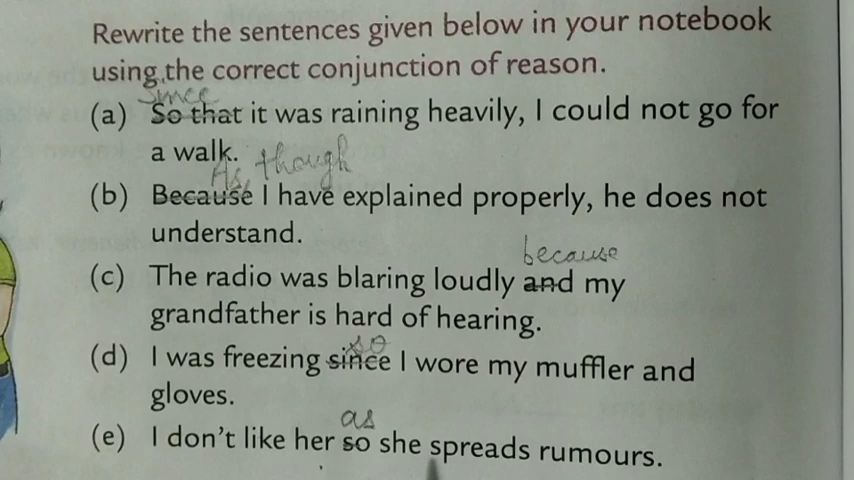 Rewrite the sentences given below in your notebook
using the correct conjunction of reason.
Since
(a) So that it was raining heavily, I could not go for
a walk.
As, though
(b) Because I have explained properly, he does not
understand.
because
(c) The radio was blaring loudly and my
grandfather is hard of hearing.
so
(d) I was freezing since I wore my muffler and
gloves.
as
(e) I don't like her so she spreads rumours.